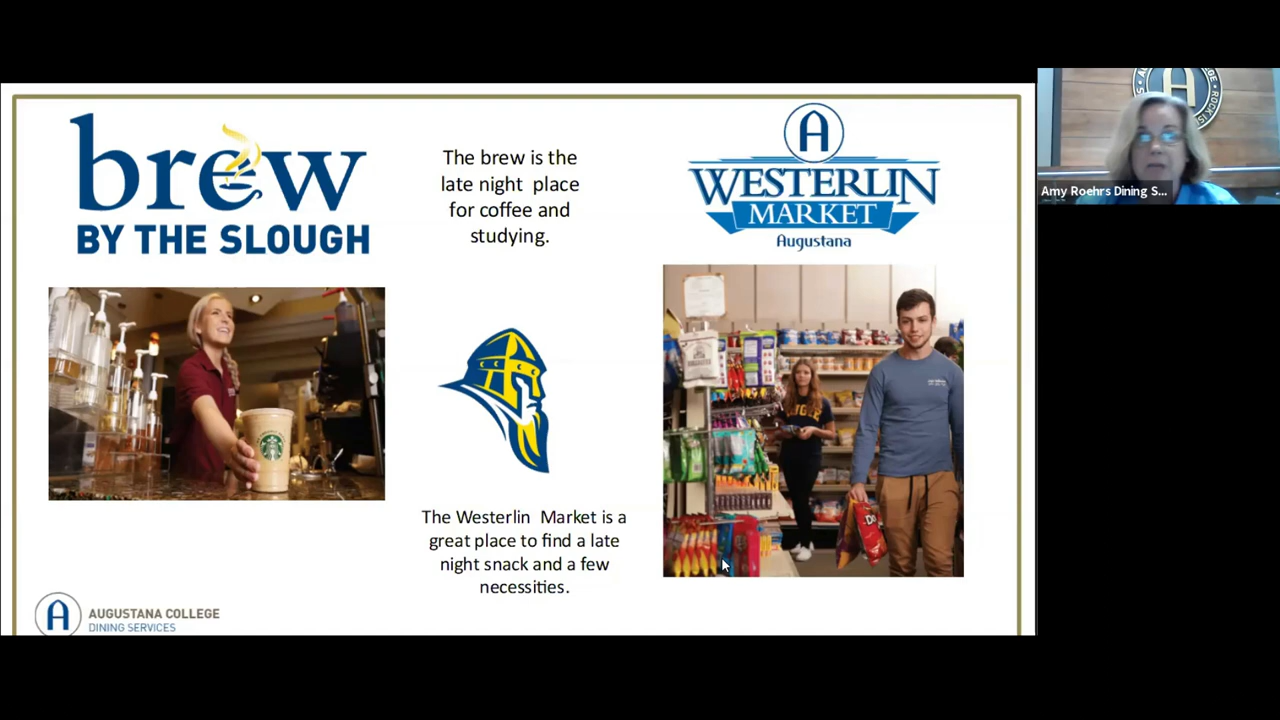 brew
BY THE SLOUGH
The brew is the
late night place
for coffee and
studying.
A
WESTERLIN
MARKET
Augustana
The Westerlin Market is a
great place to find a late
night snack and a few
necessities.
A AUGUSTANA COLLEGE
DINING SERVICES
Amy Roehrs Dining S...